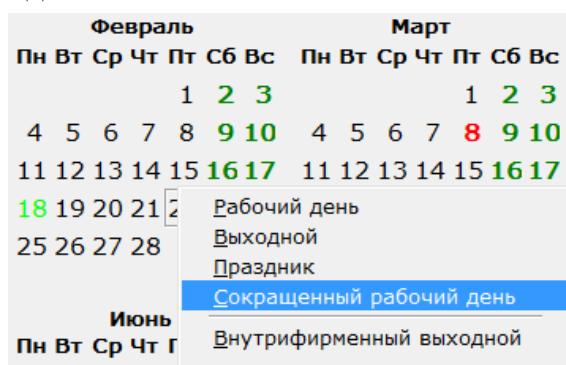 Февраль Март
Пн Вт Ср Чт Пт Сб Вс Пн Вт Ср Чт Пт Сб Вс
1 2 3 1 2 3
4 5 6 7 8 9 10 4 5 6 7 8 9 10
11 12 13 14 15 16 17 11 12 13 14 15 16 17
18 19 20 21 Рабочий день
Выходной
25 26 27 28 Праздник
Сокращенный рабочий день
Июнь
Внутрифирменный выходной
Пн Вт Ср Чт